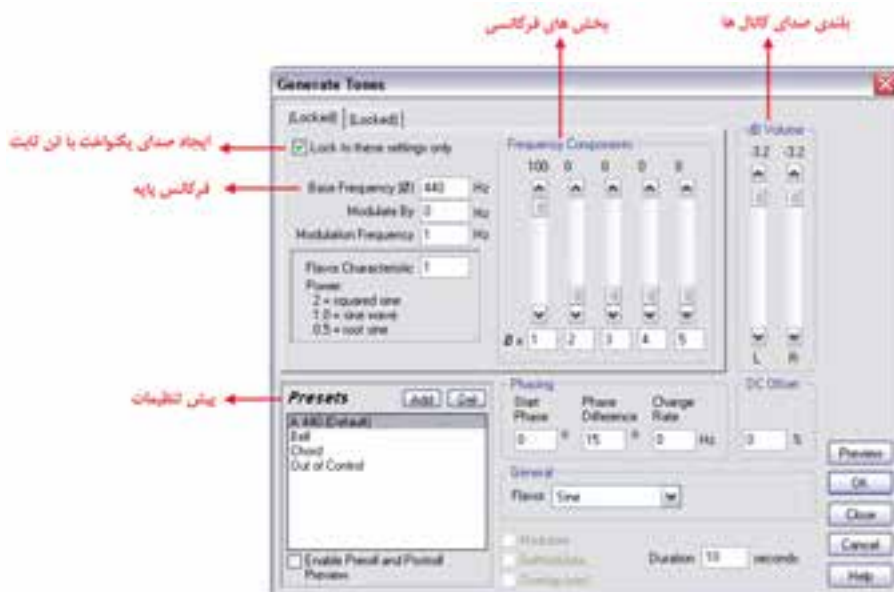 بخش های فرکانسی
بلندی صدای کانال ها
Generate Tones
(Locked) (Locked)
ایجاد صدای یکنواخت با تن ثابت
Lock to these settings only
Frequency Components
dB Volume
100 0 0 0 0
-3.2 -3.2
فرکانس پایه
Base Frequency (Ø) 440 Hz
Modulate By 0 Hz
Modulation Frequency 1 Hz
Flavor Characteristic 1
Power:
2 = squared sine
1.0 = sine wave
0.5 = root sine
Ø x 1 2 3 4 5
L R
پیش تنظیمات
Presets Add Del
A 440 (Default)
Bell
Chord
Out of Control
Enable Preroll and Postroll
Preview
Phasing
Start Phase
Phase Difference
Change Rate
0 ° 15 ° 0 Hz
DC Offset
0 %
General
Flavor Sine
Modulate
Duration 10 seconds
Preview
OK
Close
Cancel
Help